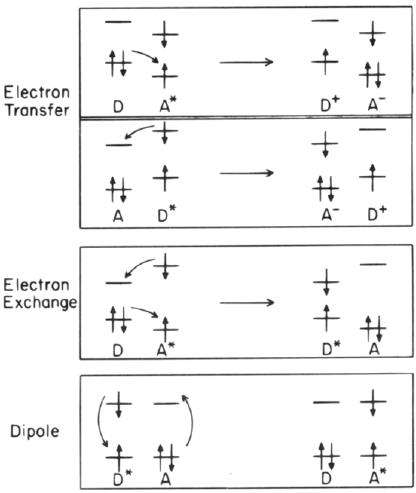 Electron
Transfer
D A* D+ A−
A D* A− D+
Electron
Exchange
D A* D* A
Dipole
D* A D A*